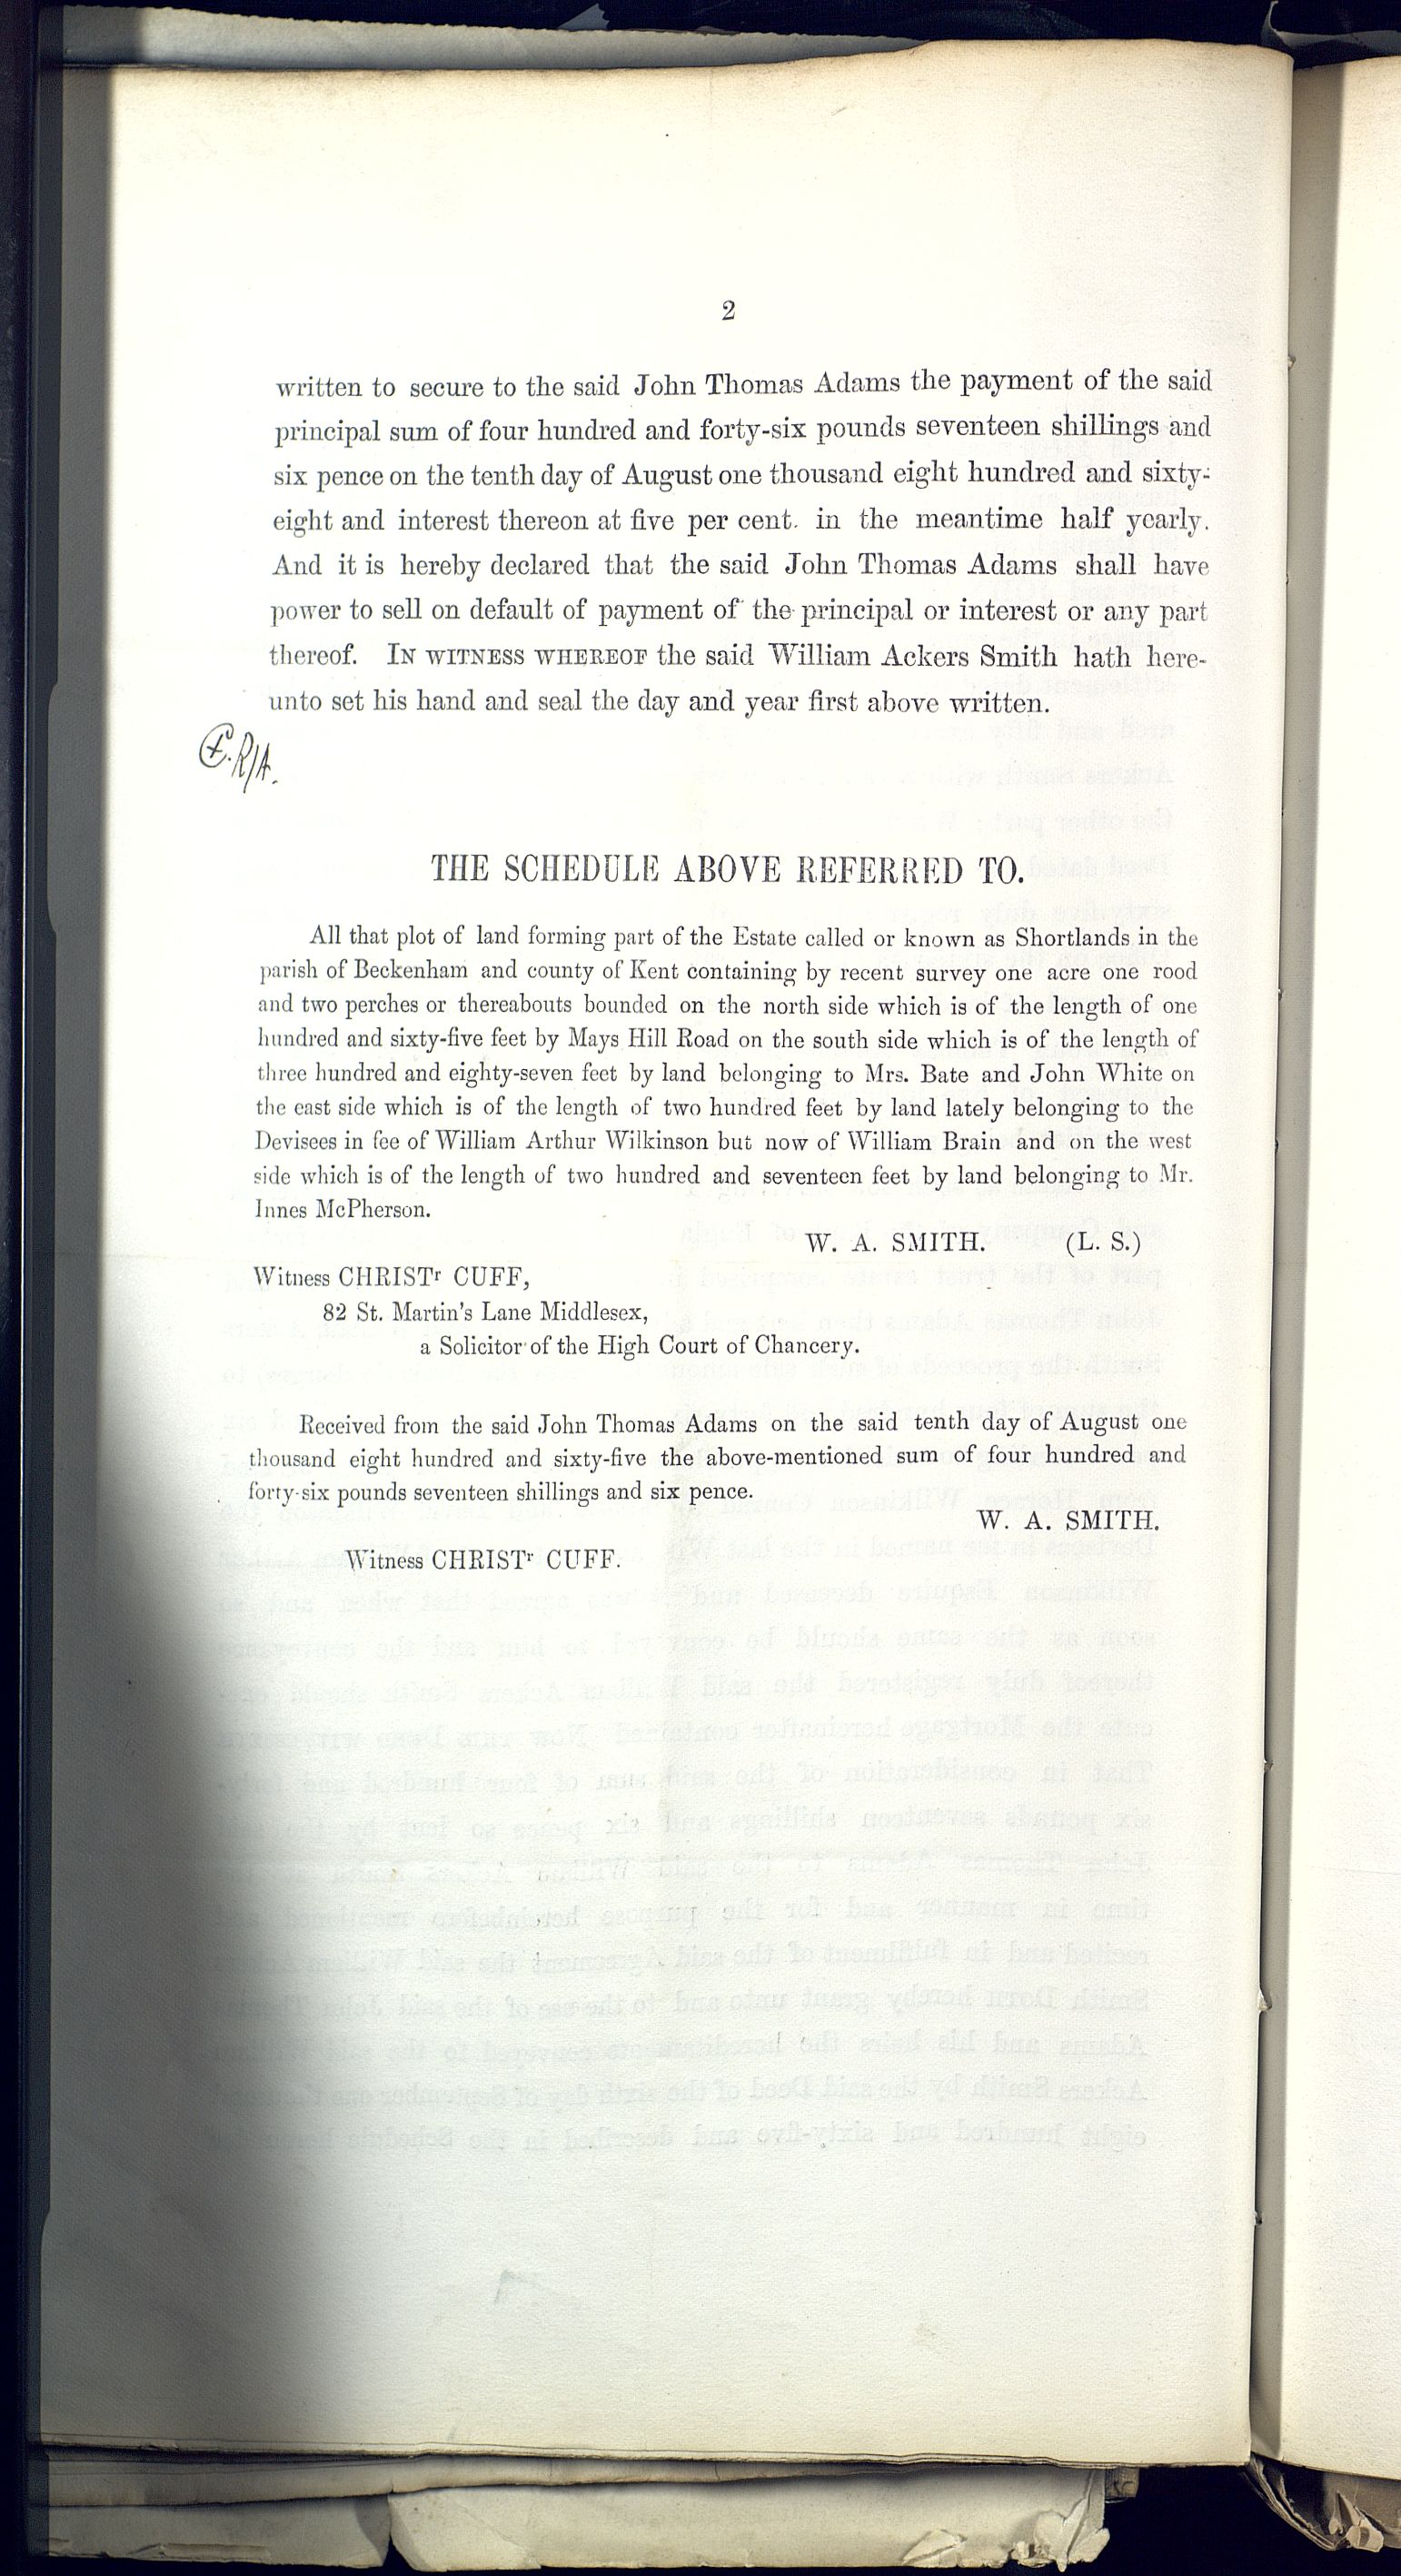 2
written to secure to the said John Thomas Adams the payment of the said
principal sum of four hundred and forty-six pounds seventeen shillings and
six pence on the tenth day of August one thousand eight hundred and sixty-
eight and interest thereon at five per cent. in the meantime half yearly.
And it is hereby declared that the said John Thomas Adams shall have
power to sell on default of payment of the principal or interest or any part
thereof. IN WITNESS WHEREOF the said William Ackers Smith hath here-
unto set his hand and seal the day and year first above written.
THE SCHEDULE ABOVE REFERRED TO.
All that plot of land forming part of the Estate called or known as Shortlands in the
parish of Beckenham and county of Kent containing by recent survey one acre one rood
and two perches or thereabouts bounded on the north side which is of the length of one
hundred and sixty-five feet by Mays Hill Road on the south side which is of the length of
three hundred and eighty-seven feet by land belonging to Mrs. Bate and John White on
the east side which is of the length of two hundred feet by land lately belonging to the
Devisees in fee of William Arthur Wilkinson but now of William Brain and on the west
side which is of the length of two hundred and seventeen feet by land belonging to Mr.
Innes McPherson.
W. A. SMITH. (L. S.)
Witness CHRISTr CUFF,
82 St. Martin's Lane Middlesex,
a Solicitor of the High Court of Chancery.
Received from the said John Thomas Adams on the said tenth day of August one
thousand eight hundred and sixty-five the above-mentioned sum of four hundred and
forty-six pounds seventeen shillings and six pence.
W. A. SMITH.
Witness CHRISTr CUFF.